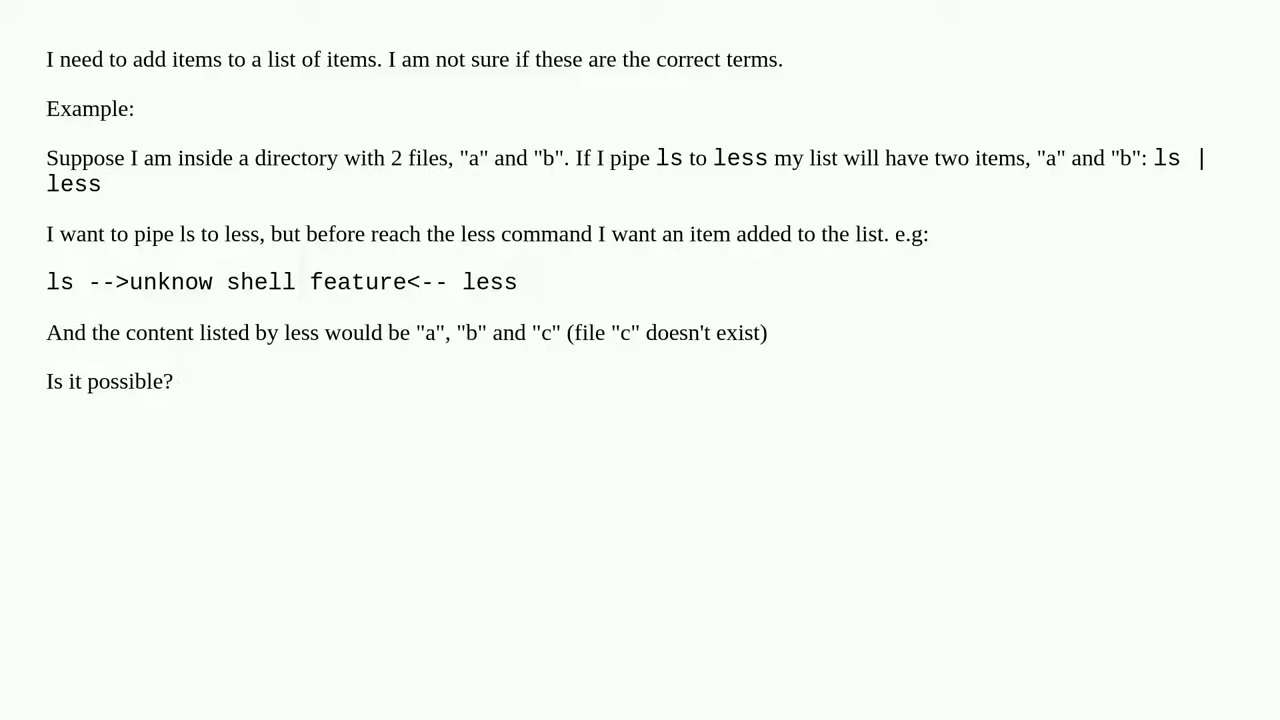 I need to add items to a list of items. I am not sure if these are the correct terms.
Example:
Suppose I am inside a directory with 2 files, "a" and "b". If I pipe ls to less my list will have two items, "a" and "b": ls |
less
I want to pipe ls to less, but before reach the less command I want an item added to the list. e.g:
ls -->unknow shell feature<-- less
And the content listed by less would be "a", "b" and "c" (file "c" doesn't exist)
Is it possible?